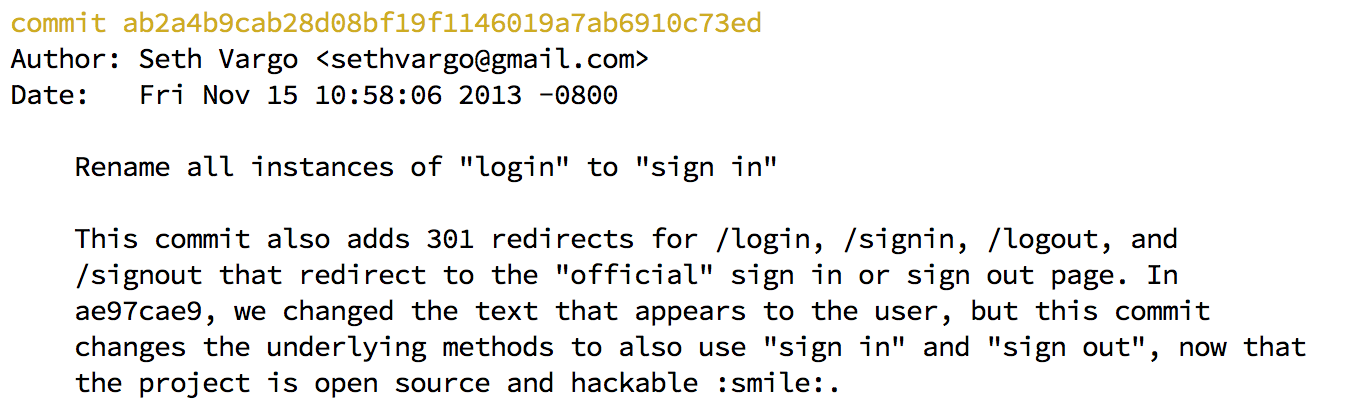 commit ab2a4b9cab28d08bf19f1146019a7ab6910c73ed
Author: Seth Vargo <sethvargo@gmail.com>
Date:   Fri Nov 15 10:58:06 2013 -0800
Rename all instances of "login" to "sign in"
This commit also adds 301 redirects for /login, /signin, /logout, and
/signout that redirect to the "official" sign in or sign out page. In
ae97cae9, we changed the text that appears to the user, but this commit
changes the underlying methods to also use "sign in" and "sign out", now that
the project is open source and hackable :smile:.